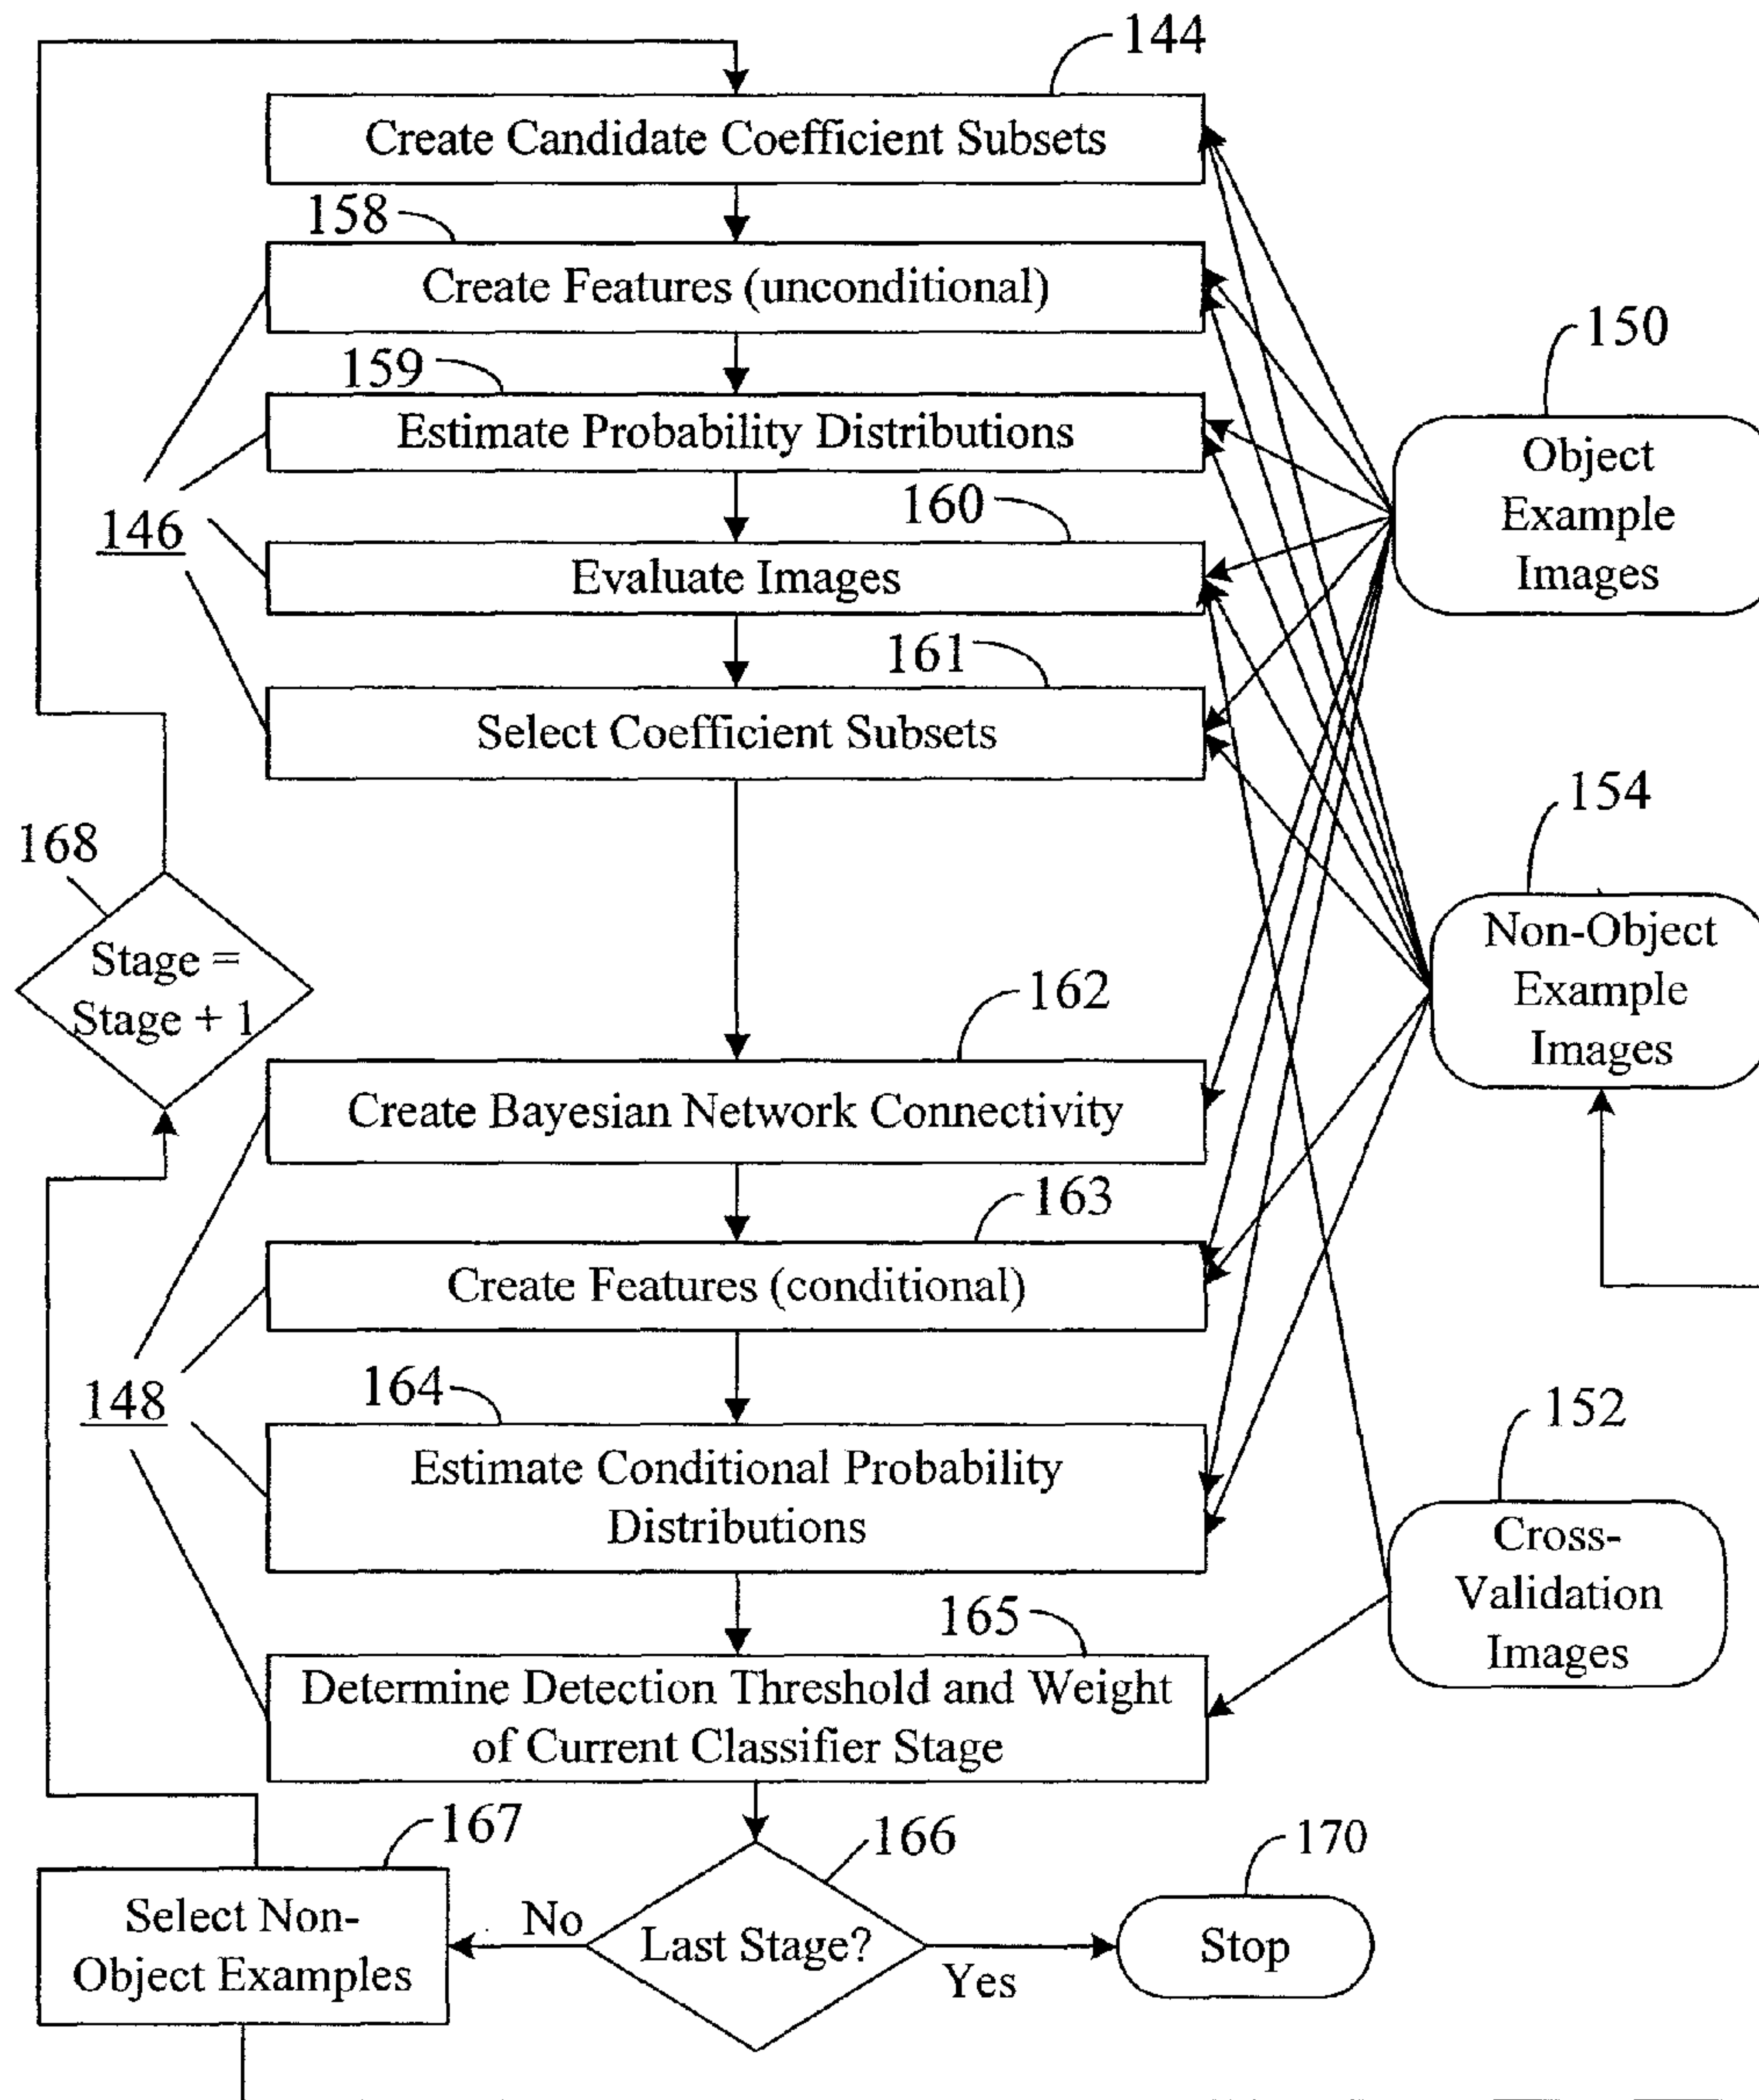 144
Create Candidate Coefficient Subsets
158
Create Features (unconditional)
159
Estimate Probability Distributions
160
Evaluate Images
146
161
Select Coefficient Subsets
150
Object
Example
Images
154
Non-Object
Example
Images
168
Stage =
Stage + 1
162
Create Bayesian Network Connectivity
163
Create Features (conditional)
148
164
Estimate Conditional Probability
Distributions
152
Cross-
Validation
Images
165
Determine Detection Threshold and Weight
of Current Classifier Stage
167
Select Non-
Object Examples
No
166
Last Stage?
Yes
170
Stop